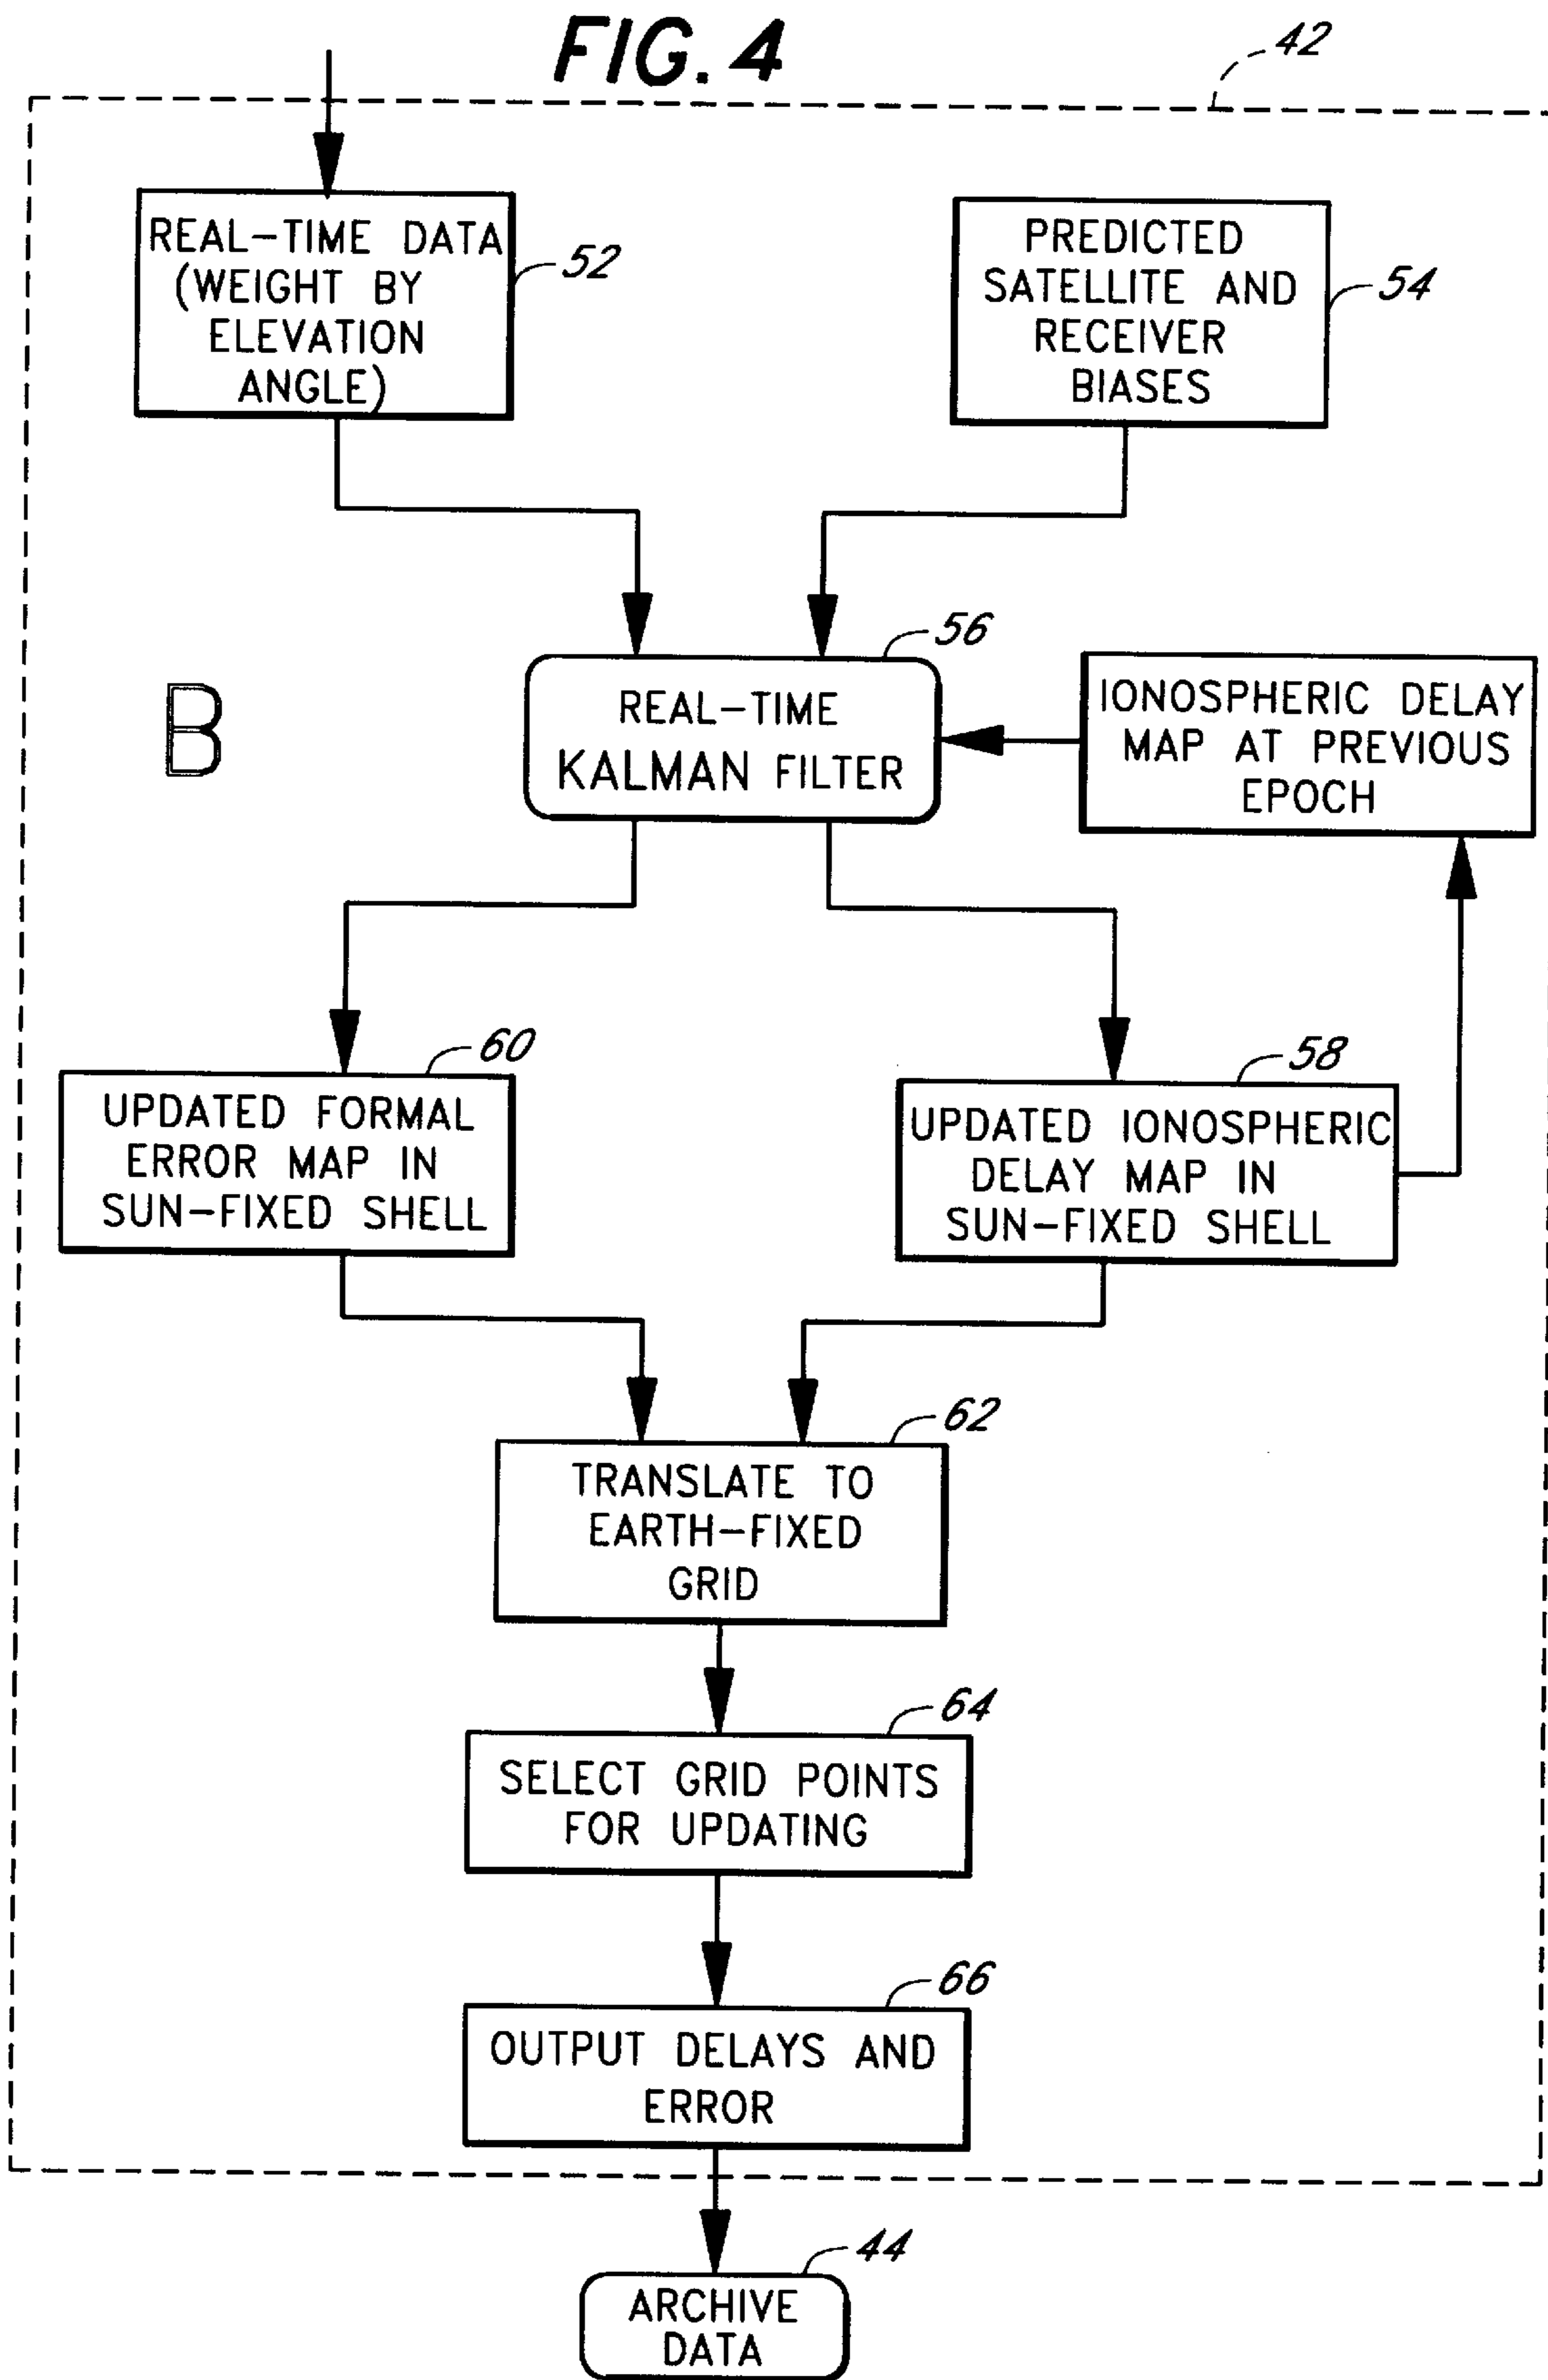 FIG. 4
42
REAL-TIME DATA
(WEIGHT BY
ELEVATION
ANGLE)
52
PREDICTED
SATELLITE AND
RECEIVER
BIASES
54
B
56
REAL-TIME
KALMAN FILTER
IONOSPHERIC DELAY
MAP AT PREVIOUS
EPOCH
60
UPDATED FORMAL
ERROR MAP IN
SUN-FIXED SHELL
58
UPDATED IONOSPHERIC
DELAY MAP IN
SUN-FIXED SHELL
62
TRANSLATE TO
EARTH-FIXED
GRID
64
SELECT GRID POINTS
FOR UPDATING
66
OUTPUT DELAYS AND
ERROR
44
ARCHIVE
DATA